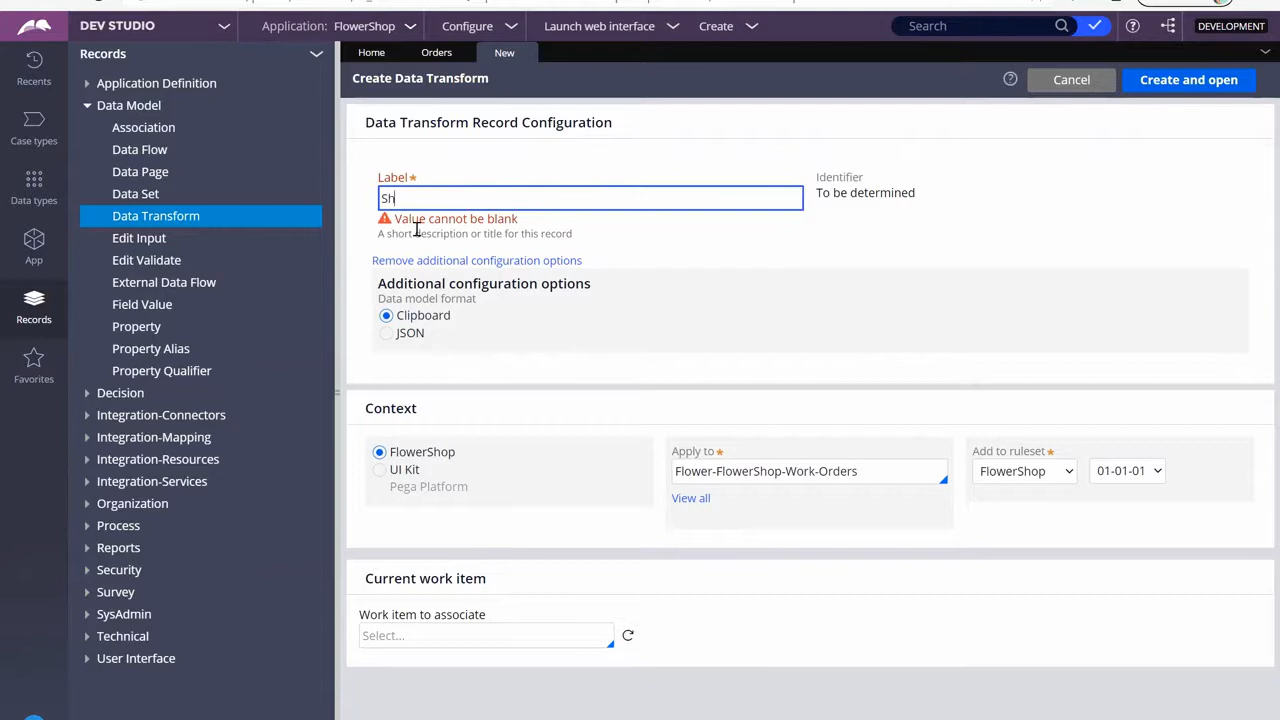 DEV STUDIO
Application: FlowerShop
Configure
Launch web interface
Create
Search
DEVELOPMENT
Recents
Case types
Data types
App
Records
Favorites
Records
Application Definition
Data Model
Association
Data Flow
Data Page
Data Set
Data Transform
Edit Input
Edit Validate
External Data Flow
Field Value
Property
Property Alias
Property Qualifier
Decision
Integration-Connectors
Integration-Mapping
Integration-Resources
Integration-Services
Organization
Process
Reports
Security
Survey
SysAdmin
Technical
User Interface
Home
Orders
New
Create Data Transform
Cancel
Create and open
Data Transform Record Configuration
Label*
Sh
Value cannot be blank
A short description or title for this record
Identifier
To be determined
Remove additional configuration options
Additional configuration options
Data model format
Clipboard
JSON
Context
FlowerShop
UI Kit
Pega Platform
Apply to*
Flower-FlowerShop-Work-Orders
View all
Add to ruleset*
FlowerShop
01-01-01
Current work item
Work item to associate
Select...